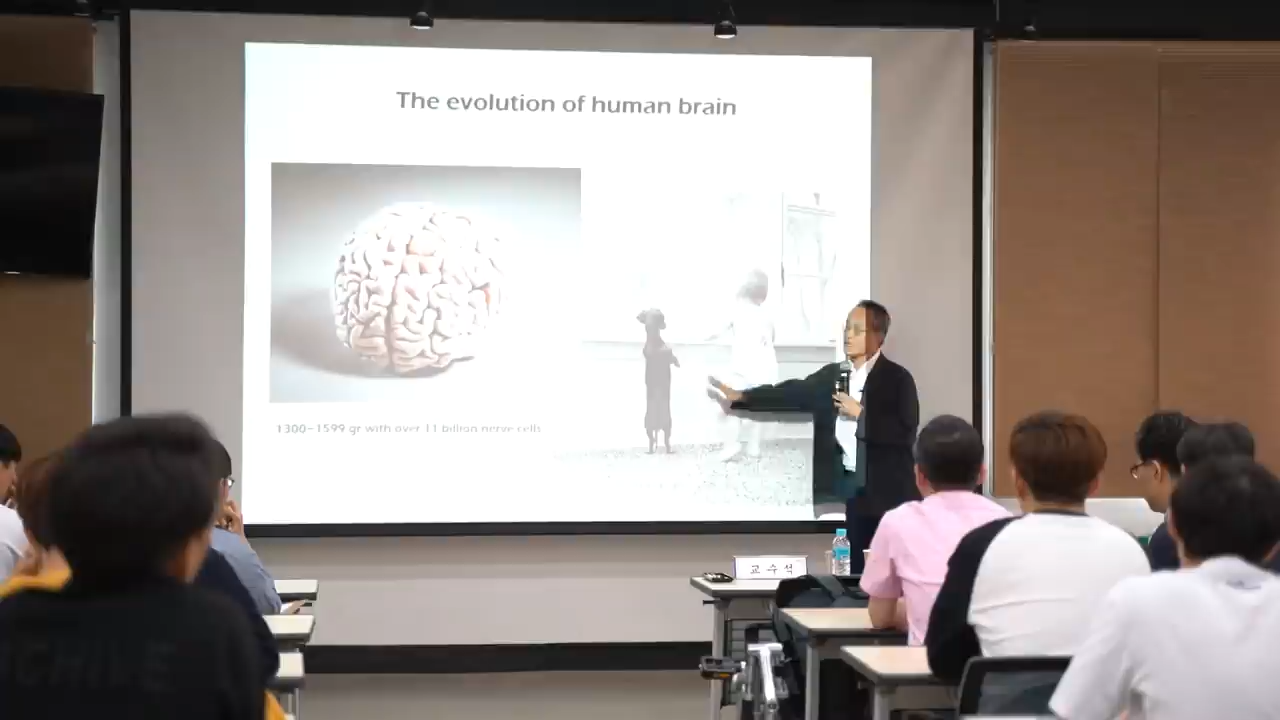 The evolution of human brain
1300-1599 gr with over 11 billion nerve cells
교 수 석